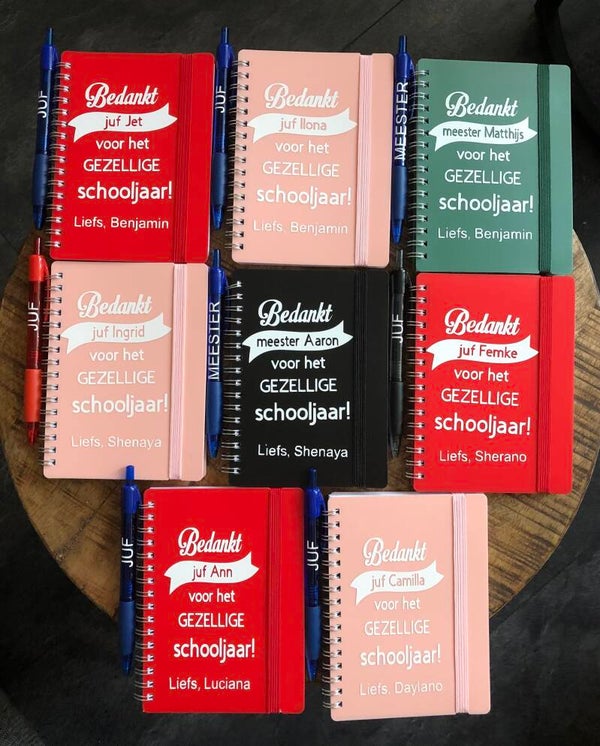 JUF
Bedankt
juf Jet
voor het
GEZELLIGE
schooljaar!
Liefs, Benjamin
JUF
Bedankt
juf Ilona
voor het
GEZELLIGE
schooljaar!
Liefs, Benjamin
MEESTER
Bedankt
meester Matthijs
voor het
GEZELLIGE
schooljaar!
Liefs, Benjamin
JUF
Bedankt
juf Ingrid
voor het
GEZELLIGE
schooljaar!
Liefs, Shenaya
MEESTER
Bedankt
meester Aaron
voor het
GEZELLIGE
schooljaar!
Liefs, Shenaya
JUF
Bedankt
juf Femke
voor het
GEZELLIGE
schooljaar!
Liefs, Sherano
JUF
Bedankt
juf Ann
voor het
GEZELLIGE
schooljaar!
Liefs, Luciana
JUF
Bedankt
juf Camilla
voor het
GEZELLIGE
schooljaar!
Liefs, Daylano